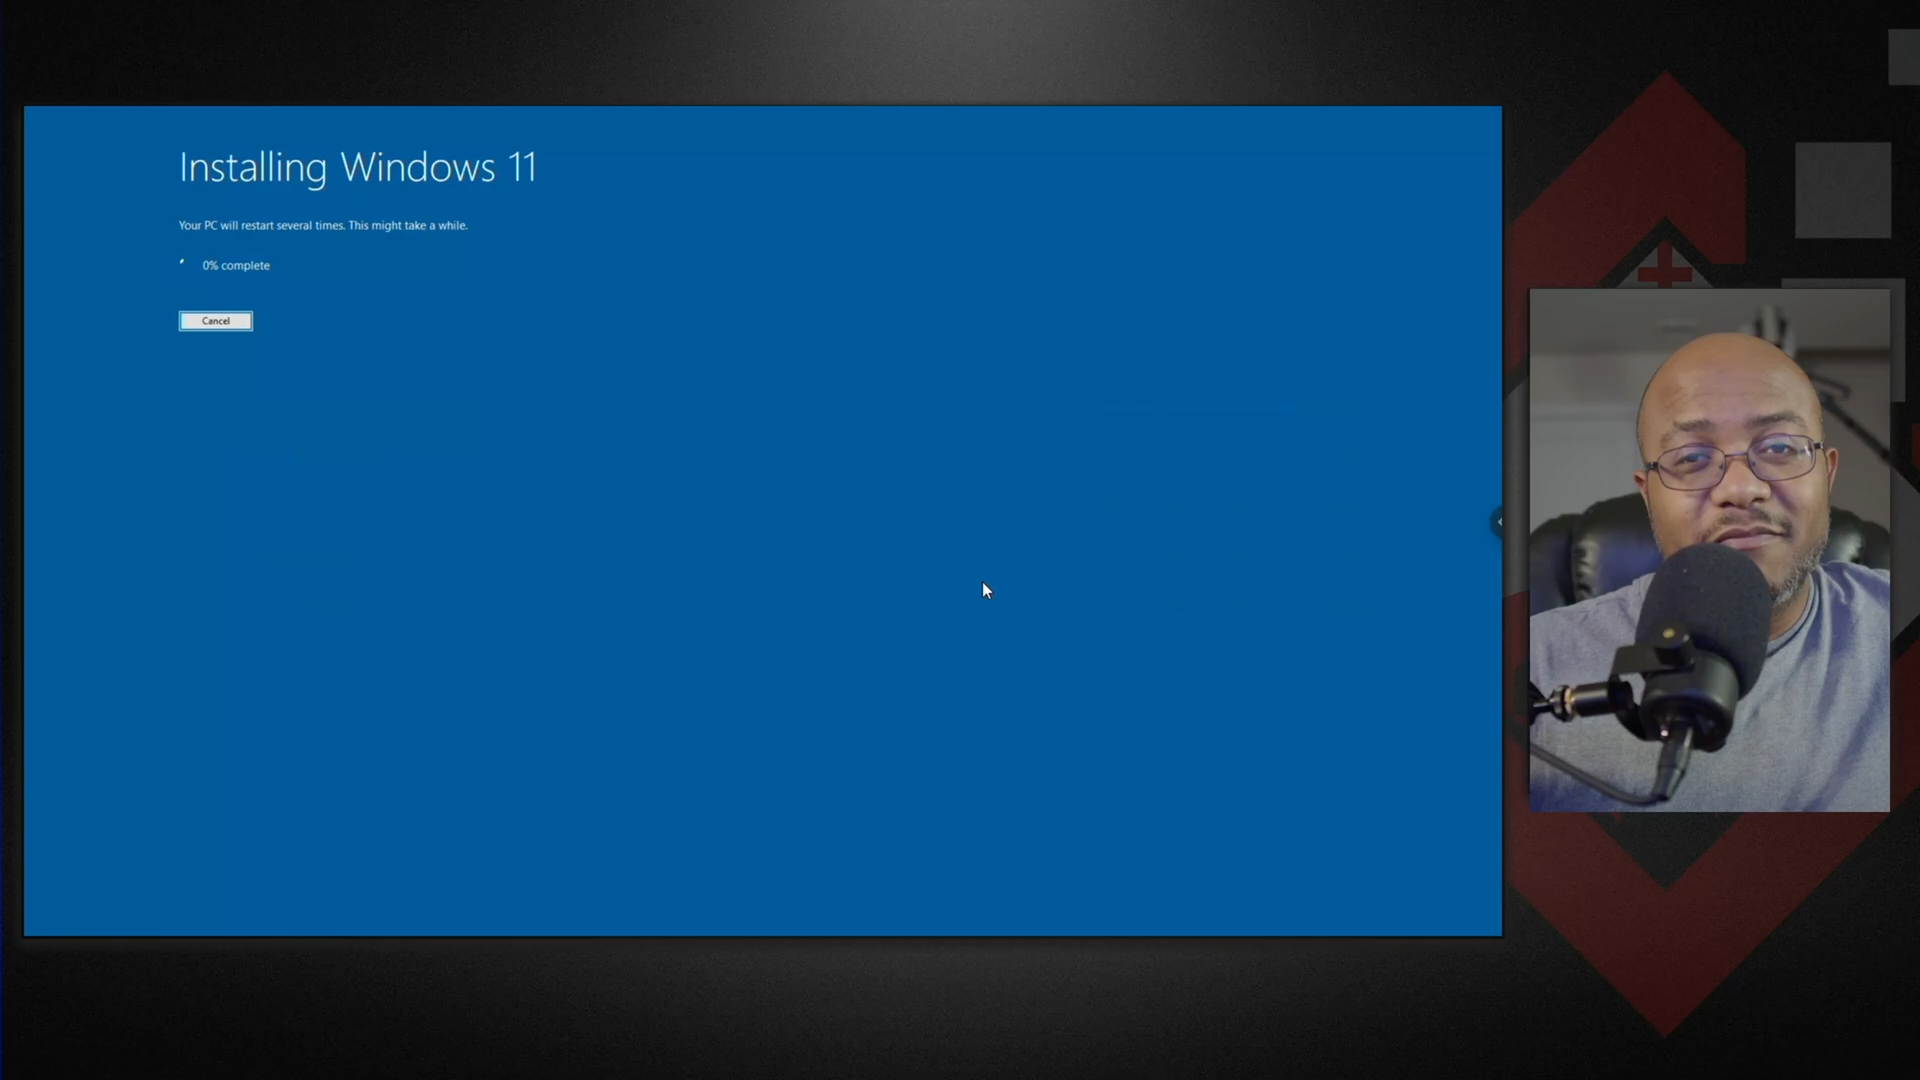 Installing Windows 11
Your PC will restart several times. This might take a while.
0% complete
Cancel